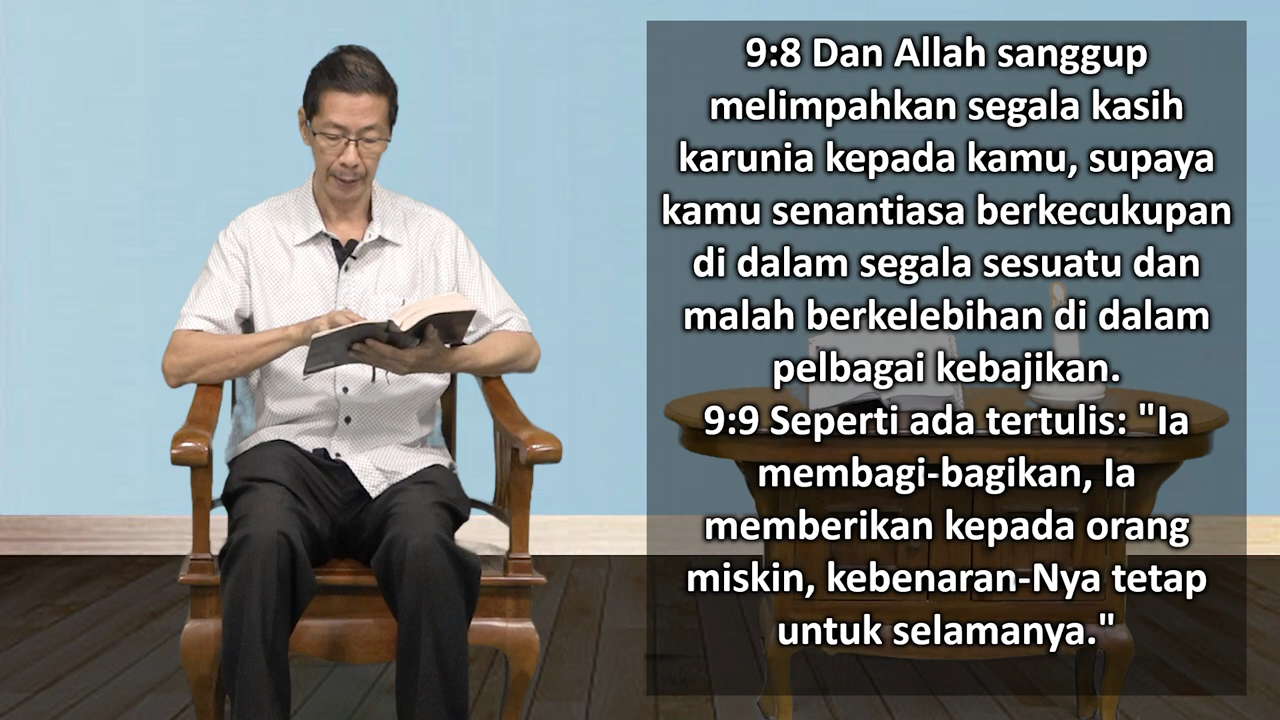 9:8 Dan Allah sanggup
melimpahkan segala kasih
karunia kepada kamu, supaya
kamu senantiasa berkecukupan
di dalam segala sesuatu dan
malah berkelebihan di dalam
pelbagai kebajikan.
9:9 Seperti ada tertulis: "Ia
membagi-bagikan, Ia
memberikan kepada orang
miskin, kebenaran-Nya tetap
untuk selamanya."